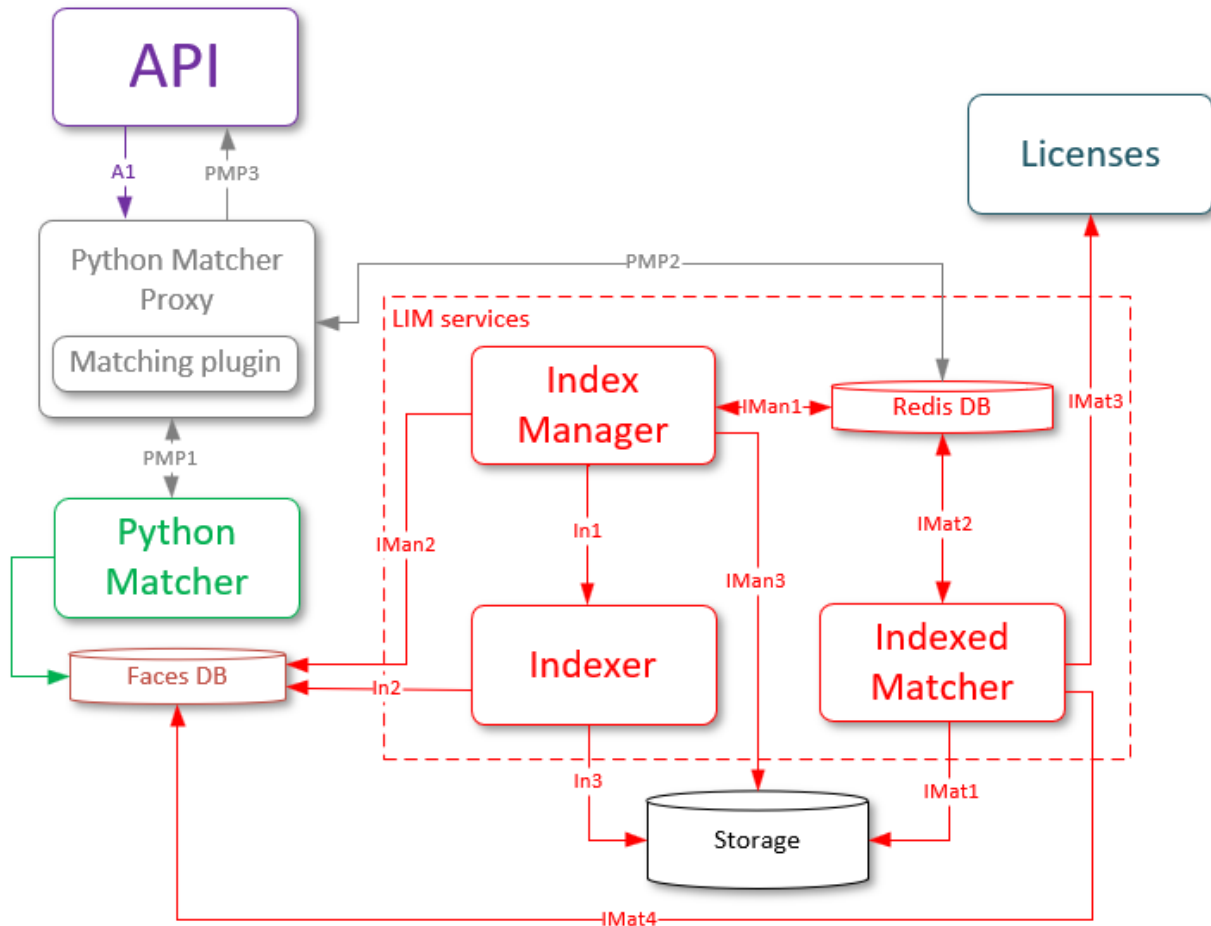 API
Licenses
A1
PMP3
Python Matcher
Proxy
Matching plugin
PMP2
LIM services
Index
Manager
IMan1
Redis DB
IMat3
PMP1
Python
Matcher
IMan2
In1
IMan3
IMat2
Indexer
Indexed
Matcher
Faces DB
In2
In3
IMat1
Storage
IMat4